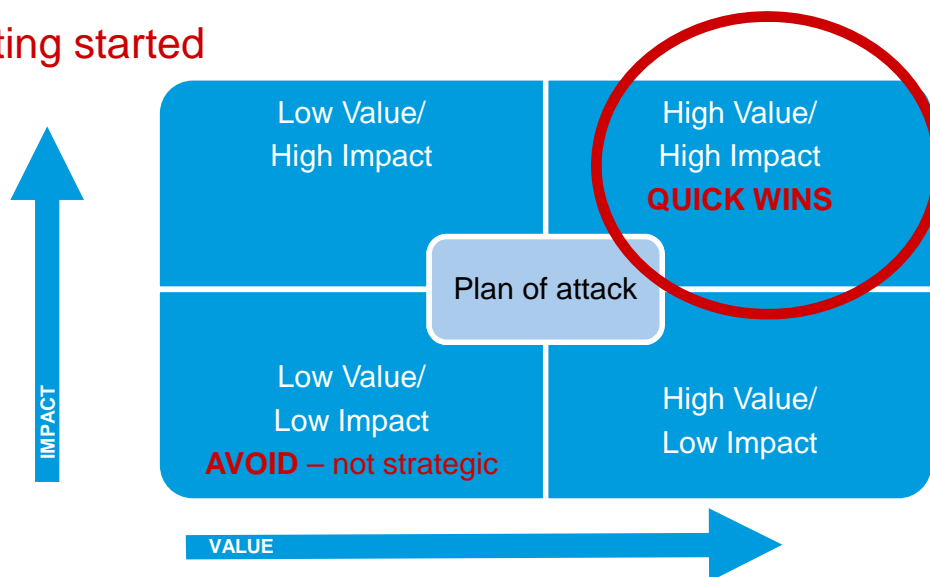 ting started
Low Value/
High Impact
High Value/
High Impact
QUICK WINS
Plan of attack
Low Value/
Low Impact
AVOID – not strategic
High Value/
Low Impact
IMPACT
VALUE